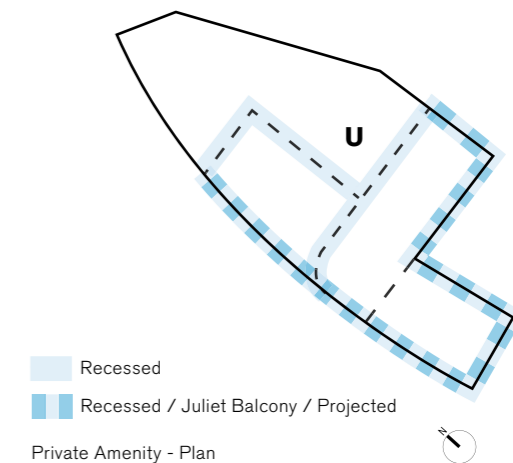 U
Recessed
Recessed / Juliet Balcony / Projected
Private Amenity - Plan
N